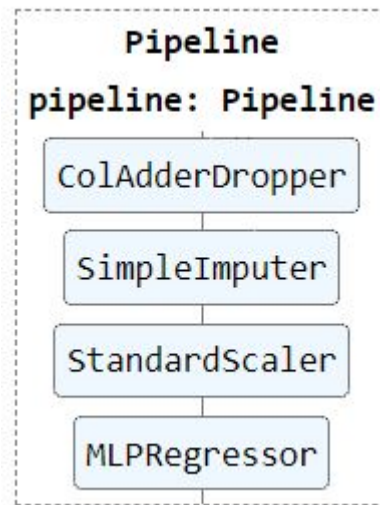 Pipeline
pipeline: Pipeline
ColAdderDropper
SimpleImputer
StandardScaler
MLPRegressor